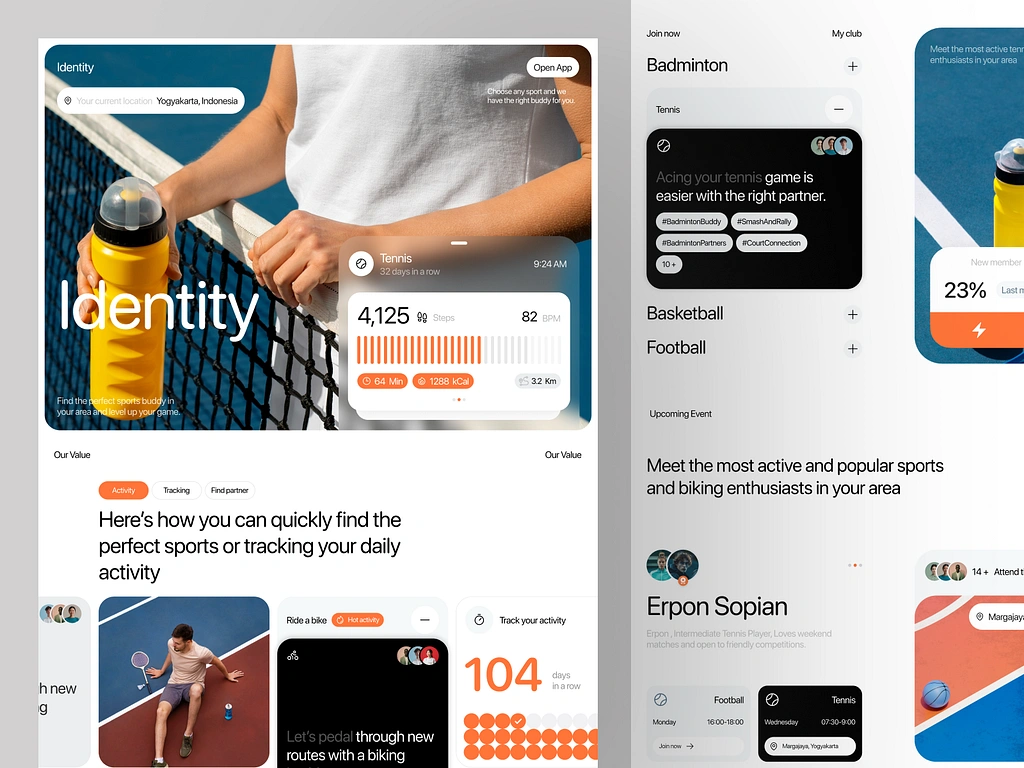 Identity
Open App
Your current location Yogyakarta, Indonesia
Choose any sport and we
have the right buddy for you.
Tennis
32 days in a row
9:24 AM
4,125 Steps
82 BPM
64 Min
1288 kCal
3.2 Km
Identity
Find the perfect sports buddy in
your area and level up your game.
Our Value
Our Value
Activity
Tracking
Find partner
Here's how you can quickly find the
perfect sports or tracking your daily
activity
h new
g
Ride a bike
Hot activity
Let's pedal through new
routes with a biking
Track your activity
104
days
in a row
Join now
My club
Badminton
Tennis
Acing your tennis game is
easier with the right partner.
#BadmintonBuddy
#SmashAndRally
#BadmintonPartners
#CourtConnection
10 +
Basketball
Football
Upcoming Event
Meet the most active and popular sports
and biking enthusiasts in your area
Erpon Sopian
Erpon , Intermediate Tennis Player, Loves weekend
matches and open to friendly competitions.
Football
Monday
16:00-18:00
Join now
Tennis
Wednesday
07:30-9:00
Margajaya, Yogyakarta
Meet the most active tenn
enthusiasts in your area
New member
23%
Last m
14 + Attend t
Margajaya